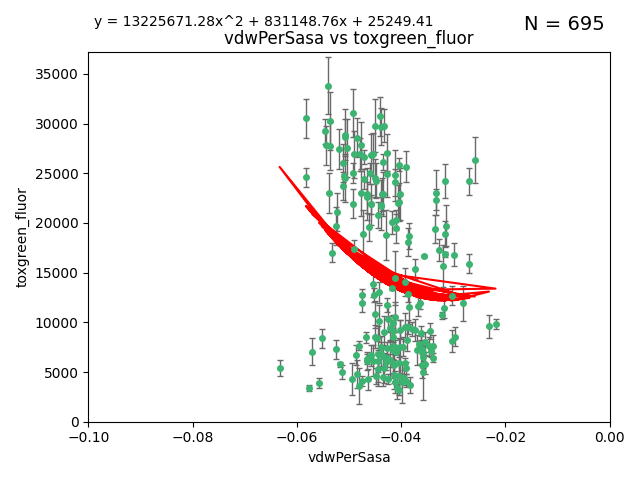 y = 13225671.28x^2 + 831148.76x + 25249.41
N = 695
vdwPerSasa vs toxgreen_fluor
35000
30000
25000
20000
15000
10000
5000
0
toxgreen_fluor
−0.10
−0.08
−0.06
−0.04
−0.02
0.00
vdwPerSasa